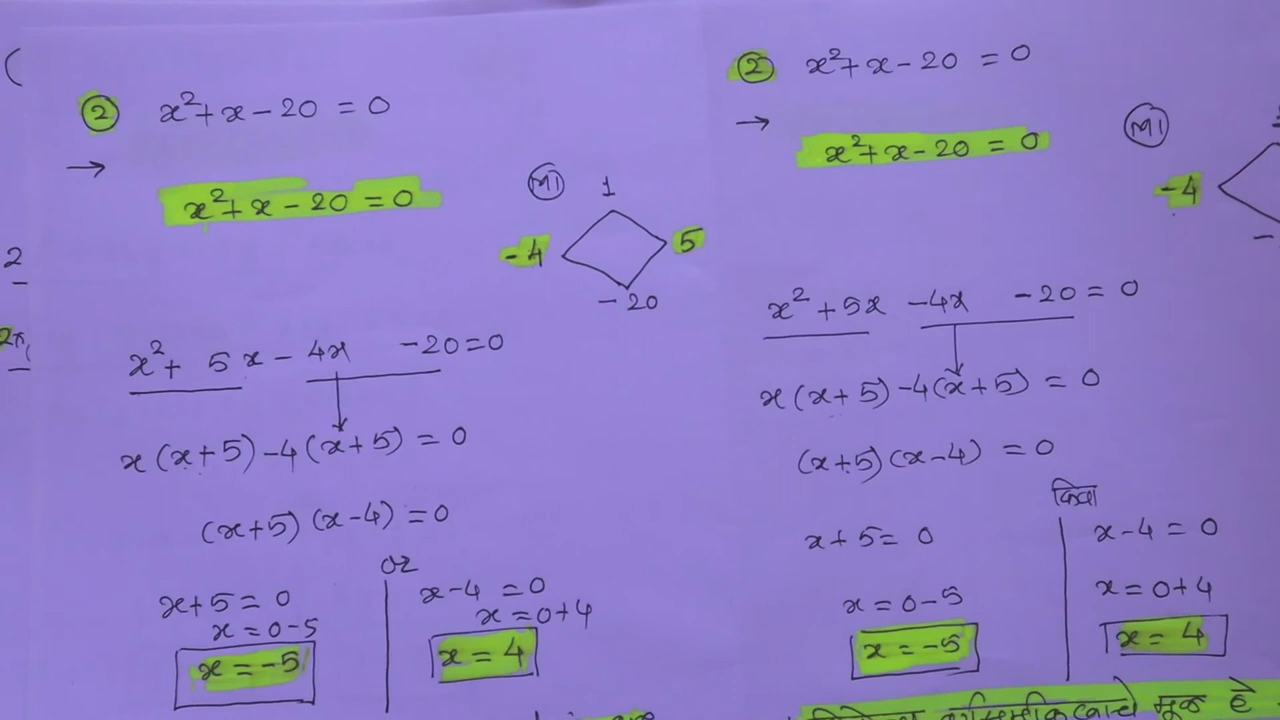 (
2
2x
② x²+x-20 = 0
→
x²+x-20 = 0
M1
1
-4
5
-20
x²+ 5x - 4x -20=0
x(x+5)-4(x+5) = 0
(x+5)(x-4) = 0
or
x+5 = 0
x = 0-5
x = -5
x-4 = 0
x = 0+4
x = 4
② x²+x-20 = 0
→
x²+x-20 = 0
M1
-4
x²+5x -4x -20 = 0
x(x+5)-4(x+5) = 0
(x+5)(x-4) = 0
किंवा
x+5 = 0
x = 0-5
x = -5
x-4 = 0
x = 0+4
x = 4
मूळ हे